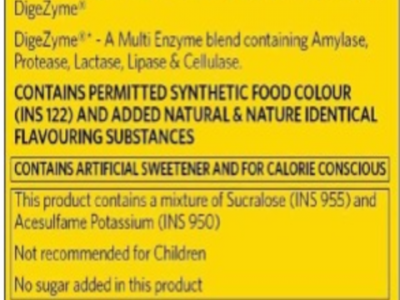 DigeZyme®
DigeZyme®* - A Multi Enzyme blend containing Amylase,
Protease, Lactase, Lipase & Cellulase.
CONTAINS PERMITTED SYNTHETIC FOOD COLOUR
(INS 122) AND ADDED NATURAL & NATURE IDENTICAL
FLAVOURING SUBSTANCES
CONTAINS ARTIFICIAL SWEETENER AND FOR CALORIE CONSCIOUS
This product contains a mixture of Sucralose (INS 955) and
Acesulfame Potassium (INS 950)
Not recommended for Children
No sugar added in this product